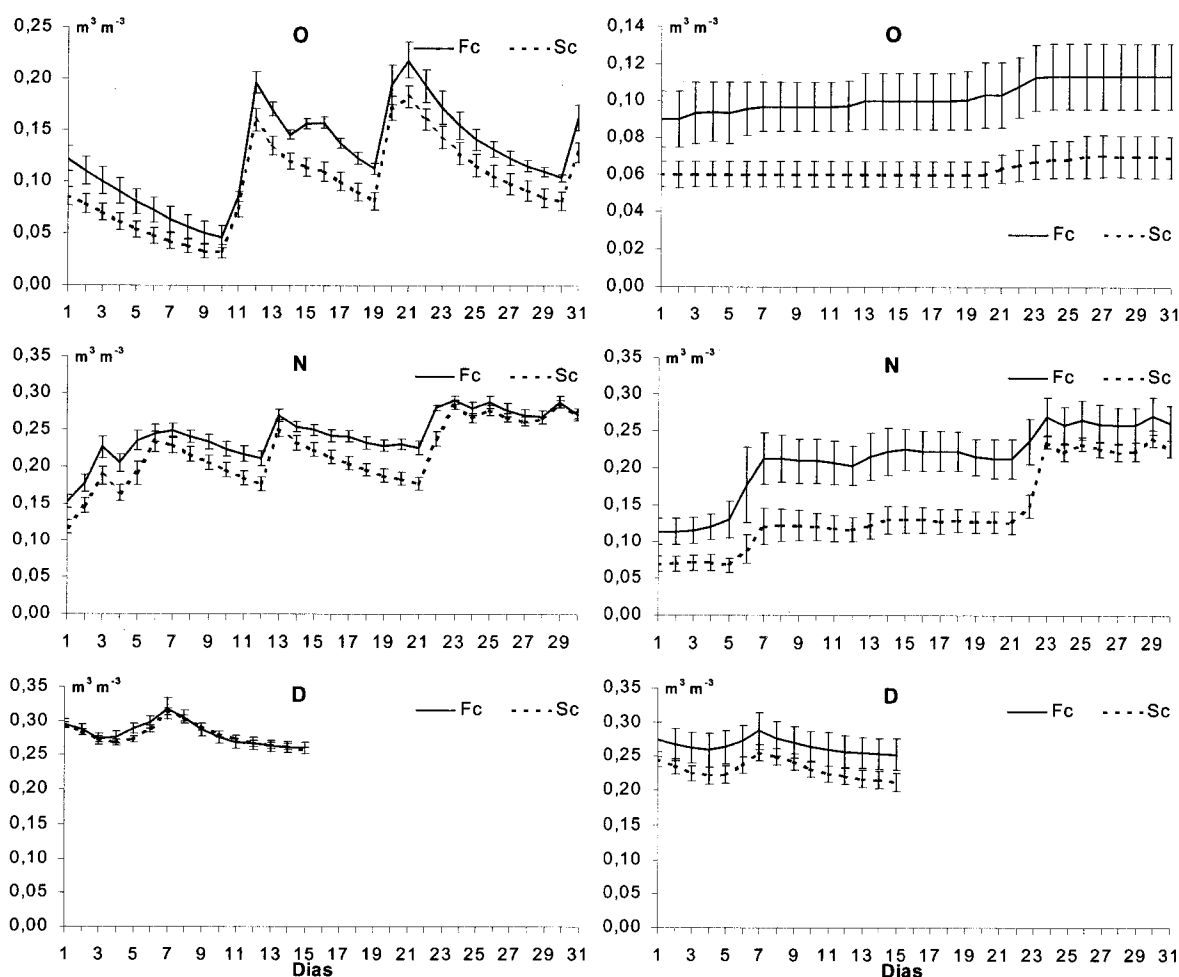 m³ m⁻³
O
Fc Sc
0,25
0,20
0,15
0,10
0,05
0,00
1 3 5 7 9 11 13 15 17 19 21 23 25 27 29 31
m³ m⁻³
O
0,14
0,12
0,10
0,08
0,06
0,04
0,02
0,00
Fc Sc
1 3 5 7 9 11 13 15 17 19 21 23 25 27 29 31
m³ m⁻³
N
Fc Sc
0,35
0,30
0,25
0,20
0,15
0,10
0,05
0,00
1 3 5 7 9 11 13 15 17 19 21 23 25 27 29
m³ m⁻³
N
Fc Sc
0,35
0,30
0,25
0,20
0,15
0,10
0,05
0,00
1 3 5 7 9 11 13 15 17 19 21 23 25 27 29
m³ m⁻³
D
Fc Sc
0,35
0,30
0,25
0,20
0,15
0,10
0,05
0,00
1 3 5 7 9 11 13 15 17 19 21 23 25 27 29 31
Dias
m³ m⁻³
D
Fc Sc
0,35
0,30
0,25
0,20
0,15
0,10
0,05
0,00
1 3 5 7 9 11 13 15 17 19 21 23 25 27 29 31
Dias